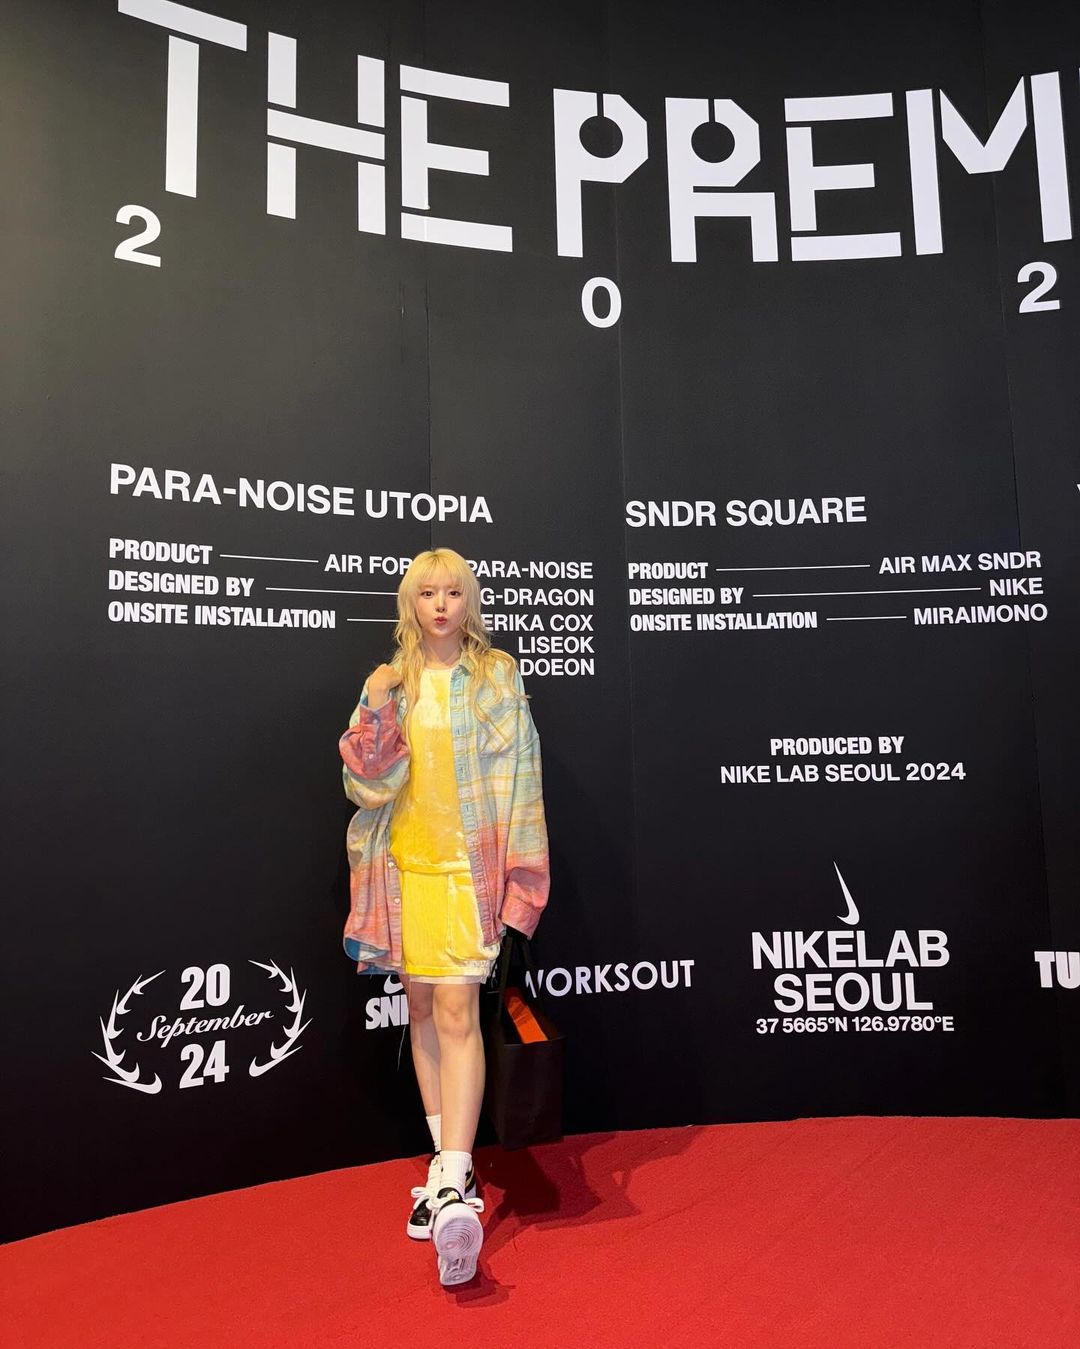 THE PREM
2 0 2
PARA-NOISE UTOPIA
PRODUCT AIR FOR PARA-NOISE
DESIGNED BY G-DRAGON
ONSITE INSTALLATION ERIKA COX
LISEOK
DOEON
SNDR SQUARE
PRODUCT AIR MAX SNDR
DESIGNED BY NIKE
ONSITE INSTALLATION MIRAIMONO
PRODUCED BY
NIKE LAB SEOUL 2024
20
September
24
SNK
WORKSOUT
NIKELAB
SEOUL
37 5665°N 126.9780°E
TU